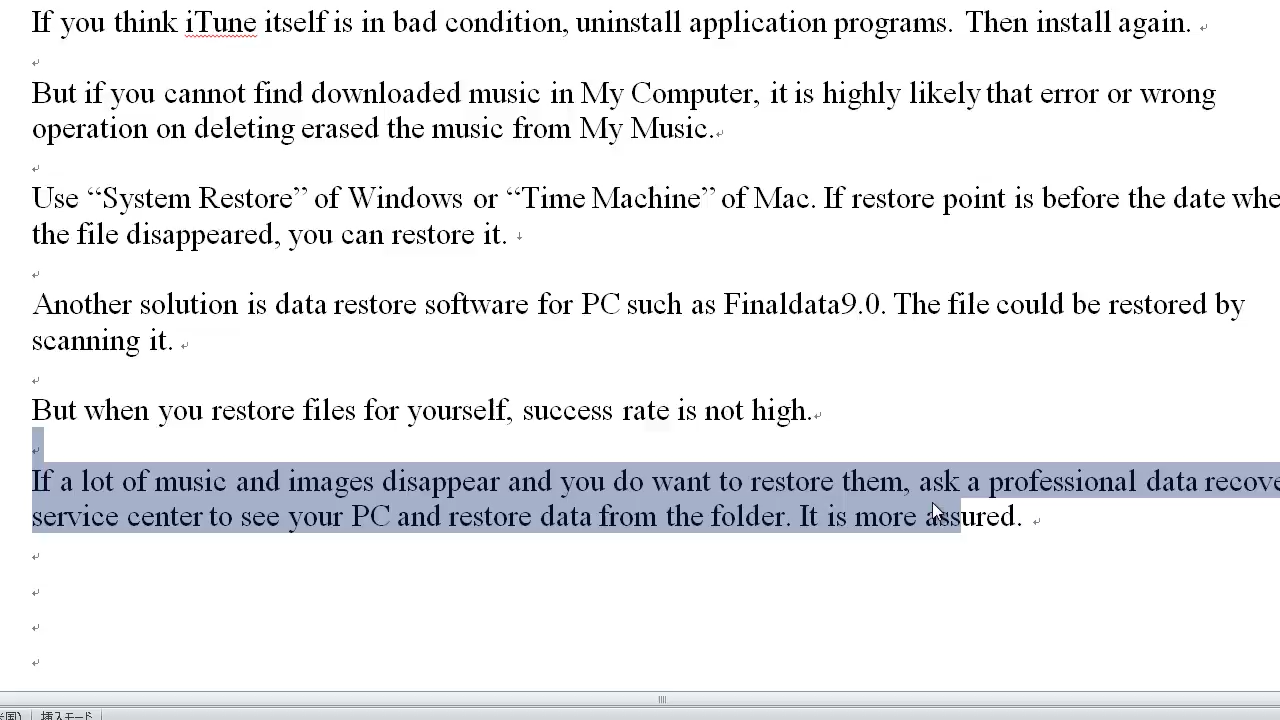 If you think iTune itself is in bad condition, uninstall application programs. Then install again.
But if you cannot find downloaded music in My Computer, it is highly likely that error or wrong
operation on deleting erased the music from My Music.
Use “System Restore” of Windows or “Time Machine” of Mac. If restore point is before the date
the file disappeared, you can restore it.
Another solution is data restore software for PC such as Finaldata9.0. The file could be restored by
scanning it.
But when you restore files for yourself, success rate is not high.
If a lot of music and images disappear and you do want to restore them, ask a professional data
service center to see your PC and restore data from the folder. It is more assured.
挿入モード